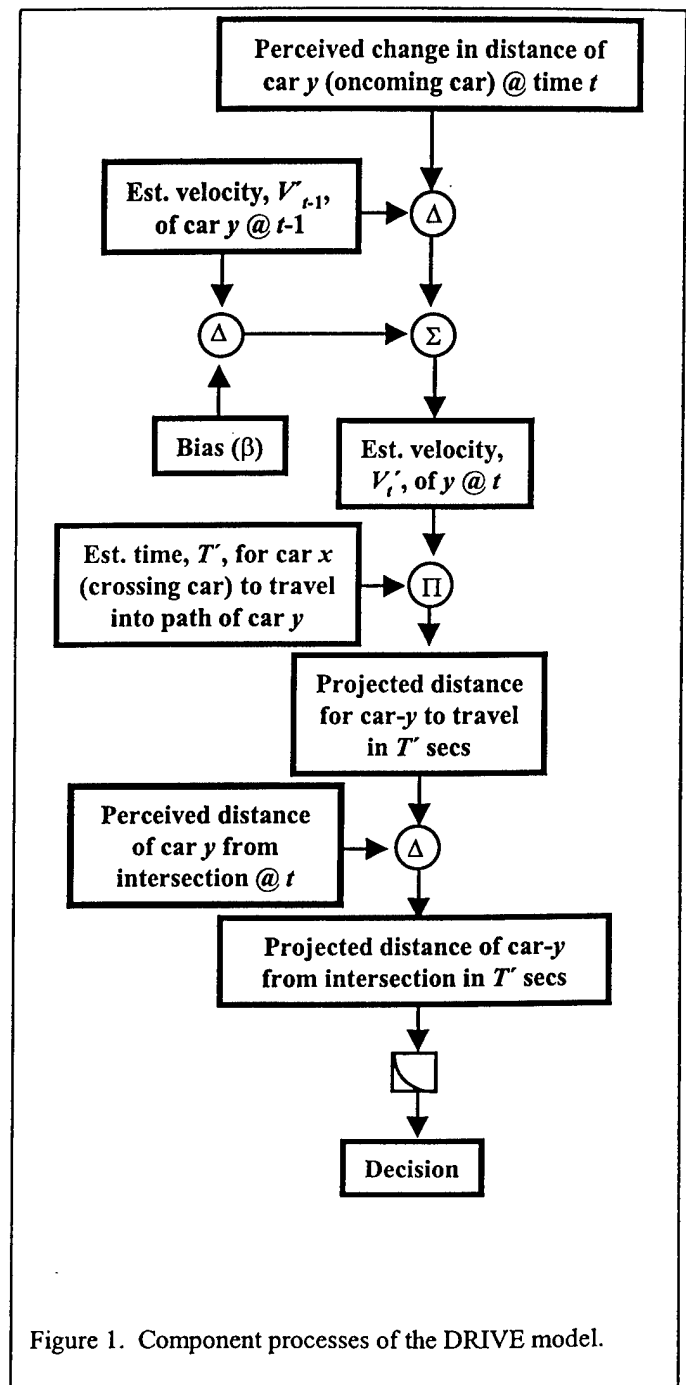 Perceived change in distance of
car y (oncoming car) @ time t
Est. velocity, V′t-1,
of car y @ t-1
Δ
Δ
Σ
Bias (β)
Est. velocity,
Vt′, of y @ t
Est. time, T′, for car x
(crossing car) to travel
into path of car y
Π
Projected distance
for car-y to travel
in T′ secs
Perceived distance
of car y from
intersection @ t
Δ
Projected distance of car-y
from intersection in T′ secs
Decision
Figure 1. Component processes of the DRIVE model.